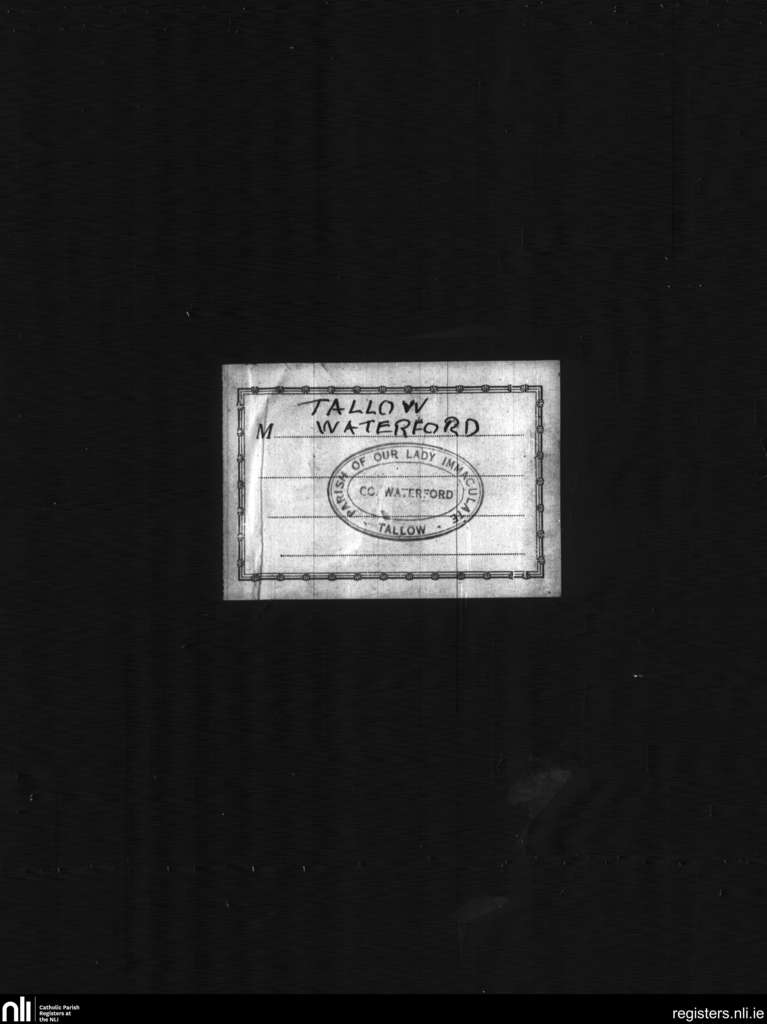 TALLOW
M WATERFORD
PARISH OF OUR LADY IMMACULATE
CO. WATERFORD
- TALLOW -
nli Catholic Parish
Registers at
the NLI
registers.nli.ie